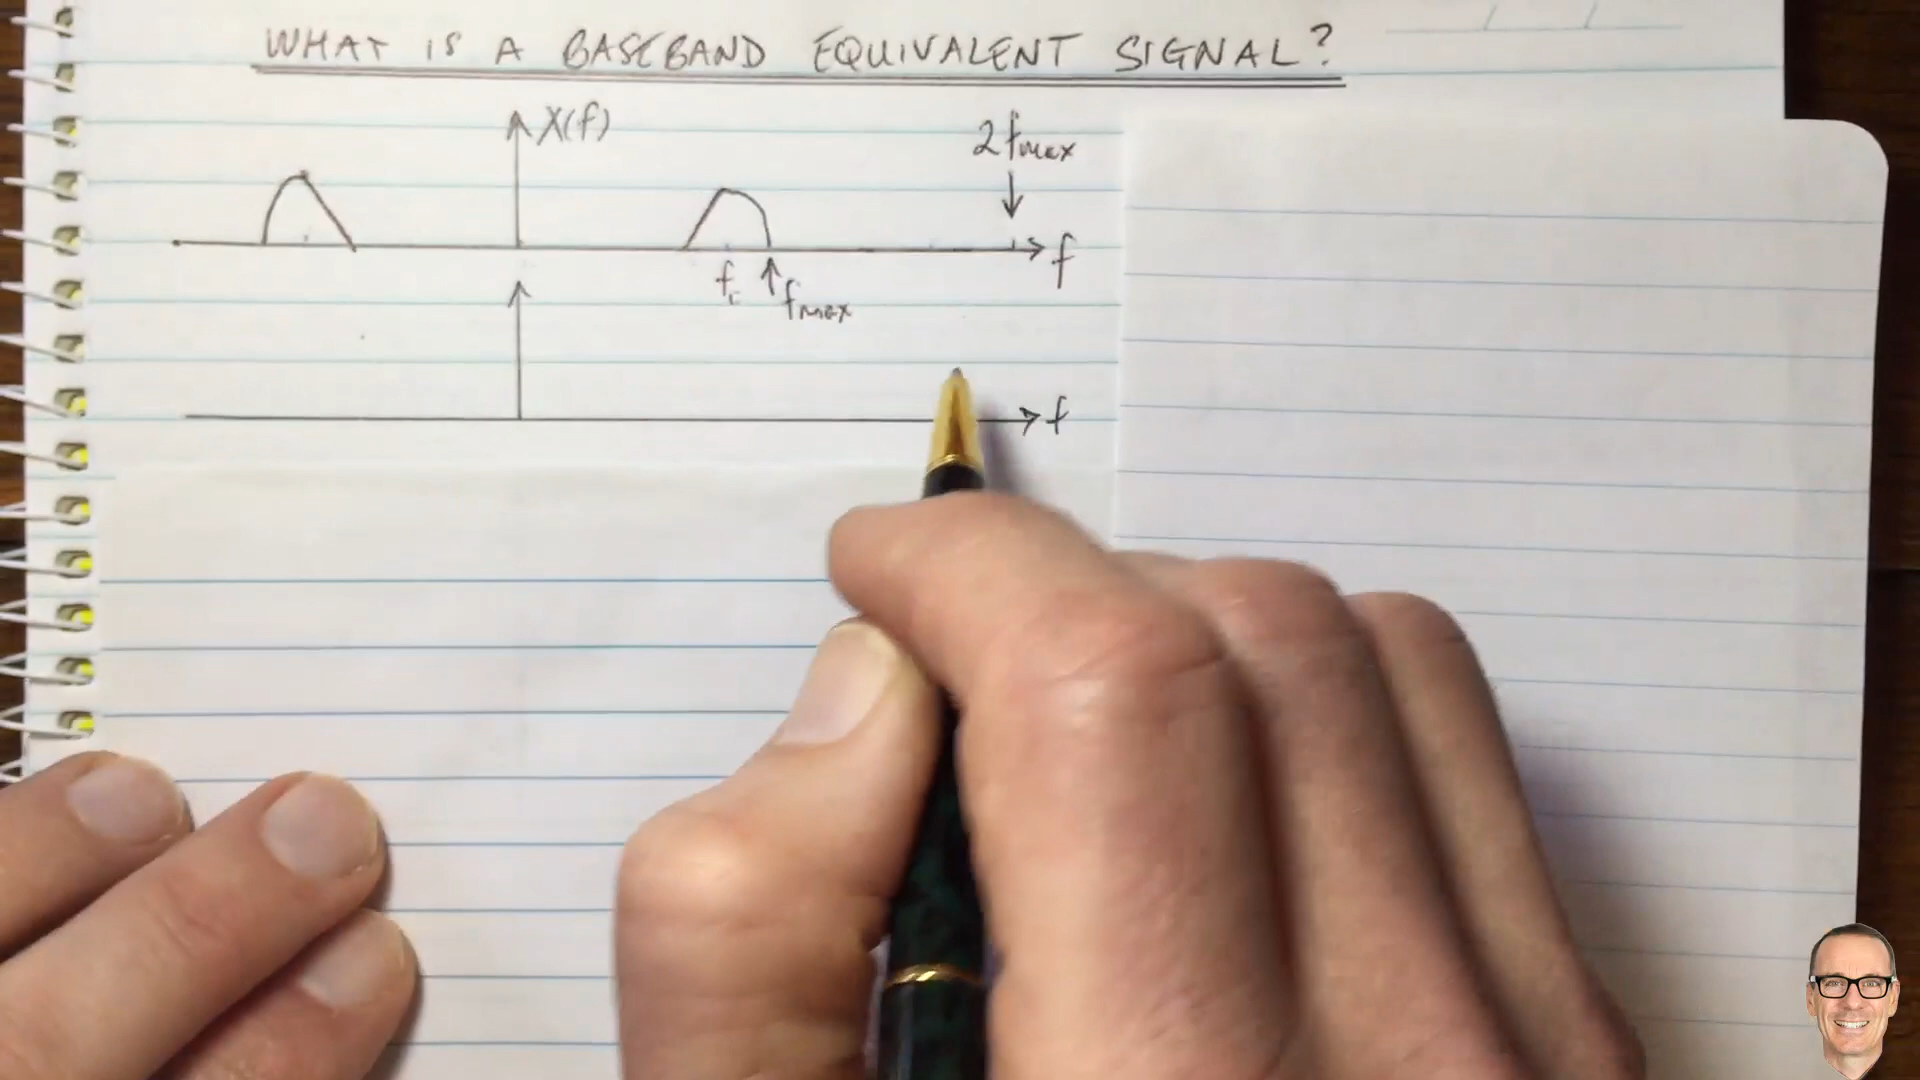 WHAT IS A BASEBAND EQUIVALENT SIGNAL?
X(f)
2fmax
f
fc
fmax
f